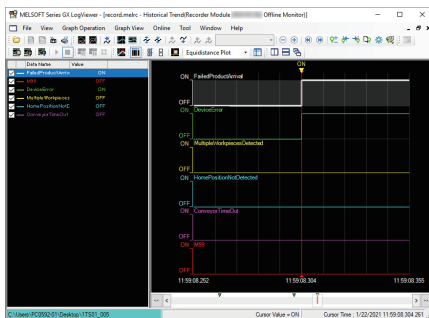 MELSOFT Series GX LogViewer - [record.melrc - Historical Trend(Recorder Module Offline Monitor)]
File View Graph Operation Graph View Online Tool Window Help
Equidistance Plot
Data Name Value
FailedProductArriv ON
M99 OFF
DeviceError ON
MultipleWorkpieces OFF
HomePositionNotD OFF
ConveyorTimeOut OFF
ON
ON FailedProductArrival
OFF
ON DeviceError
OFF
ON MultipleWorkpiecesDetected
OFF
ON HomePositionNotDetected
OFF
ON ConveyorTimeOut
OFF
ON M99
OFF
11:59:08.252 11:59:08.304 11:59:08.355
C:\Users\PC0592-01\Desktop\ITS01_005 Cursor Value = ON Cursor Time : 1/22/2021 11:59:08.304 261